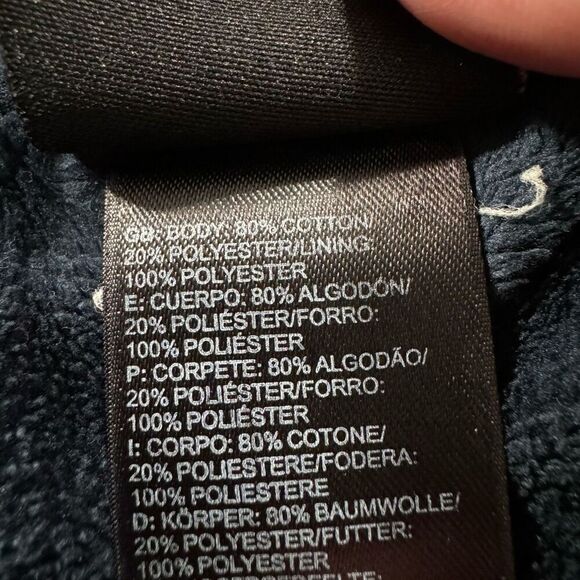 GB: BODY: 80% COTTON
20% POLYESTER/LINING:
100% POLYESTER
E: CUERPO: 80% ALGODÓN/
20% POLIÉSTER/FORRO:
100% POLIÉSTER
P: CORPETE: 80% ALGODÃO/
20% POLIÉSTER/FORRO:
100% POLIÉSTER
I: CORPO: 80% COTONE/
20% POLIESTERE/FODERA:
100% POLIESTERE
D: KÖRPER: 80% BAUMWOLLE/
20% POLYESTER/FUTTER:
100% POLYESTER